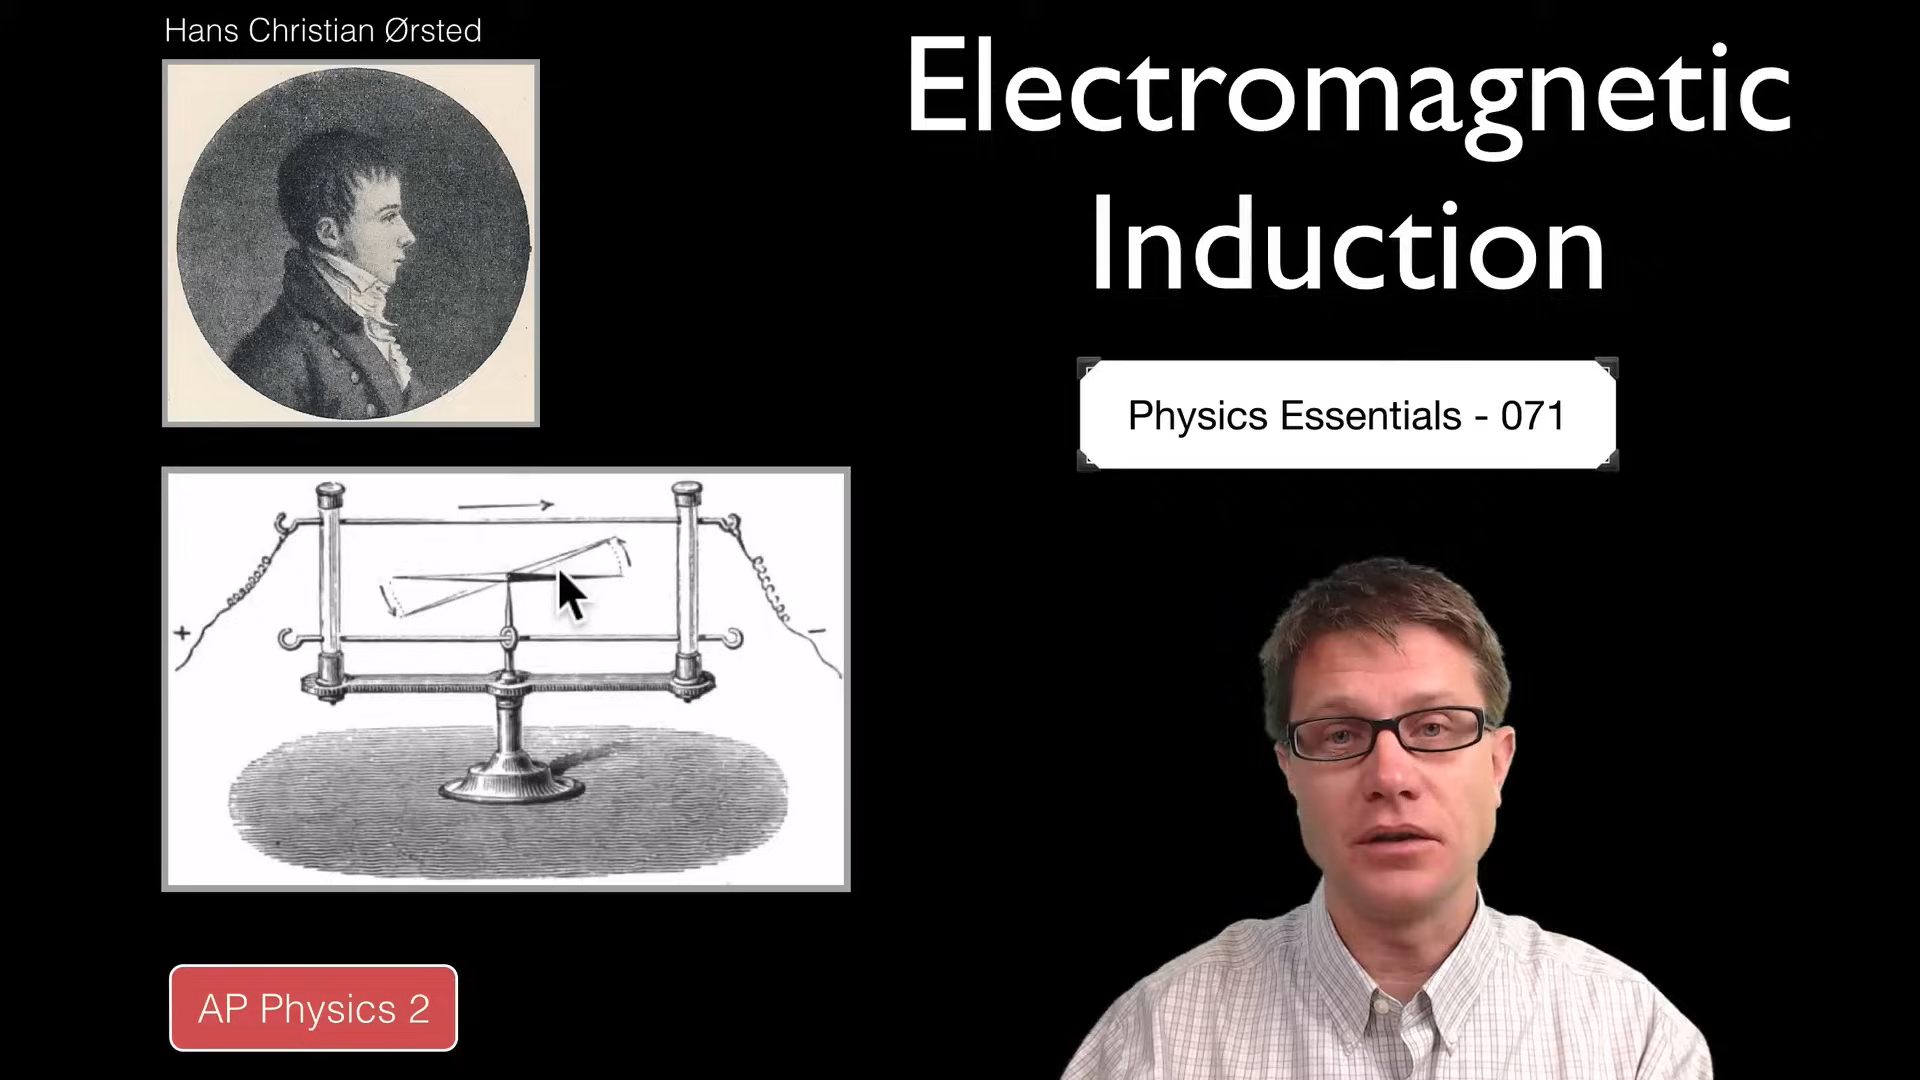 Hans Christian Ørsted
Electromagnetic
Induction
Physics Essentials - 071
+
–
AP Physics 2